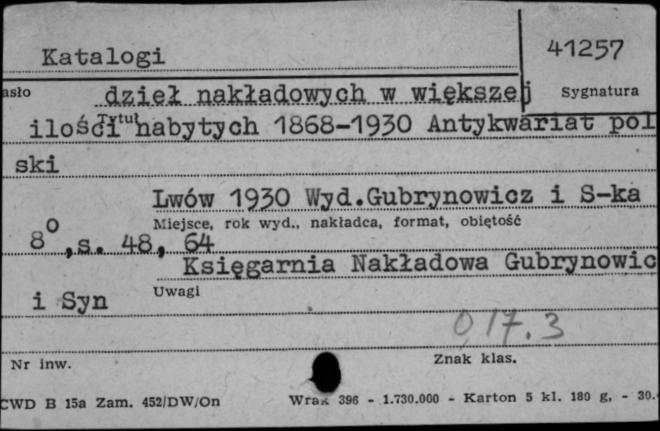 Katalogi
41257
asło
dzieł nakładowych w większej
Sygnatura
Tytuł
ilości nabytych 1868-1930 Antykwariat pol
ski
Lwów 1930 Wyd.Gubrynowicz i S-ka
Miejsce, rok wyd., nakładca, format, obiętość
8°,s. 48, 64
Księgarnia Nakładowa Gubrynowic
Uwagi
i Syn
017.3
Nr inw.
Znak klas.
CWD B 15a Zam. 452/DW/On Wrak 396 - 1.730.000 - Karton 5 kl. 180 g, - 30.